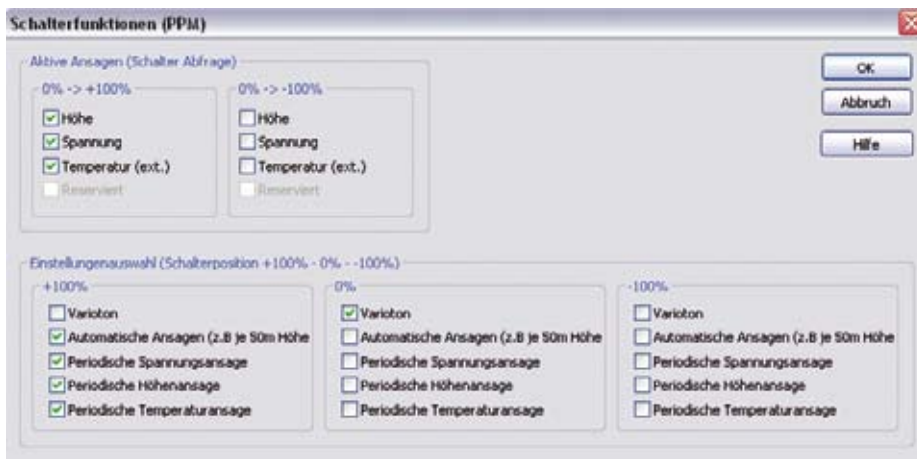 Schalterfunktionen (PPM)
Aktive Ansagen (Schalter Abfrage)
0% -> +100%
Höhe
Spannung
Temperatur (ext.)
Reserviert
0% -> -100%
Höhe
Spannung
Temperatur (ext.)
Reserviert
OK
Abbruch
Hilfe
Einstellungenauswahl (Schalterposition +100% - 0% - -100%)
+100%
Varioton
Automatische Ansagen (z.B je 50m Höhe
Periodische Spannungsansage
Periodische Höhenansage
Periodische Temperaturansage
0%
Varioton
Automatische Ansagen (z.B je 50m Höhe
Periodische Spannungsansage
Periodische Höhenansage
Periodische Temperaturansage
-100%
Varioton
Automatische Ansagen (z.B je 50m Höhe
Periodische Spannungsansage
Periodische Höhenansage
Periodische Temperaturansage